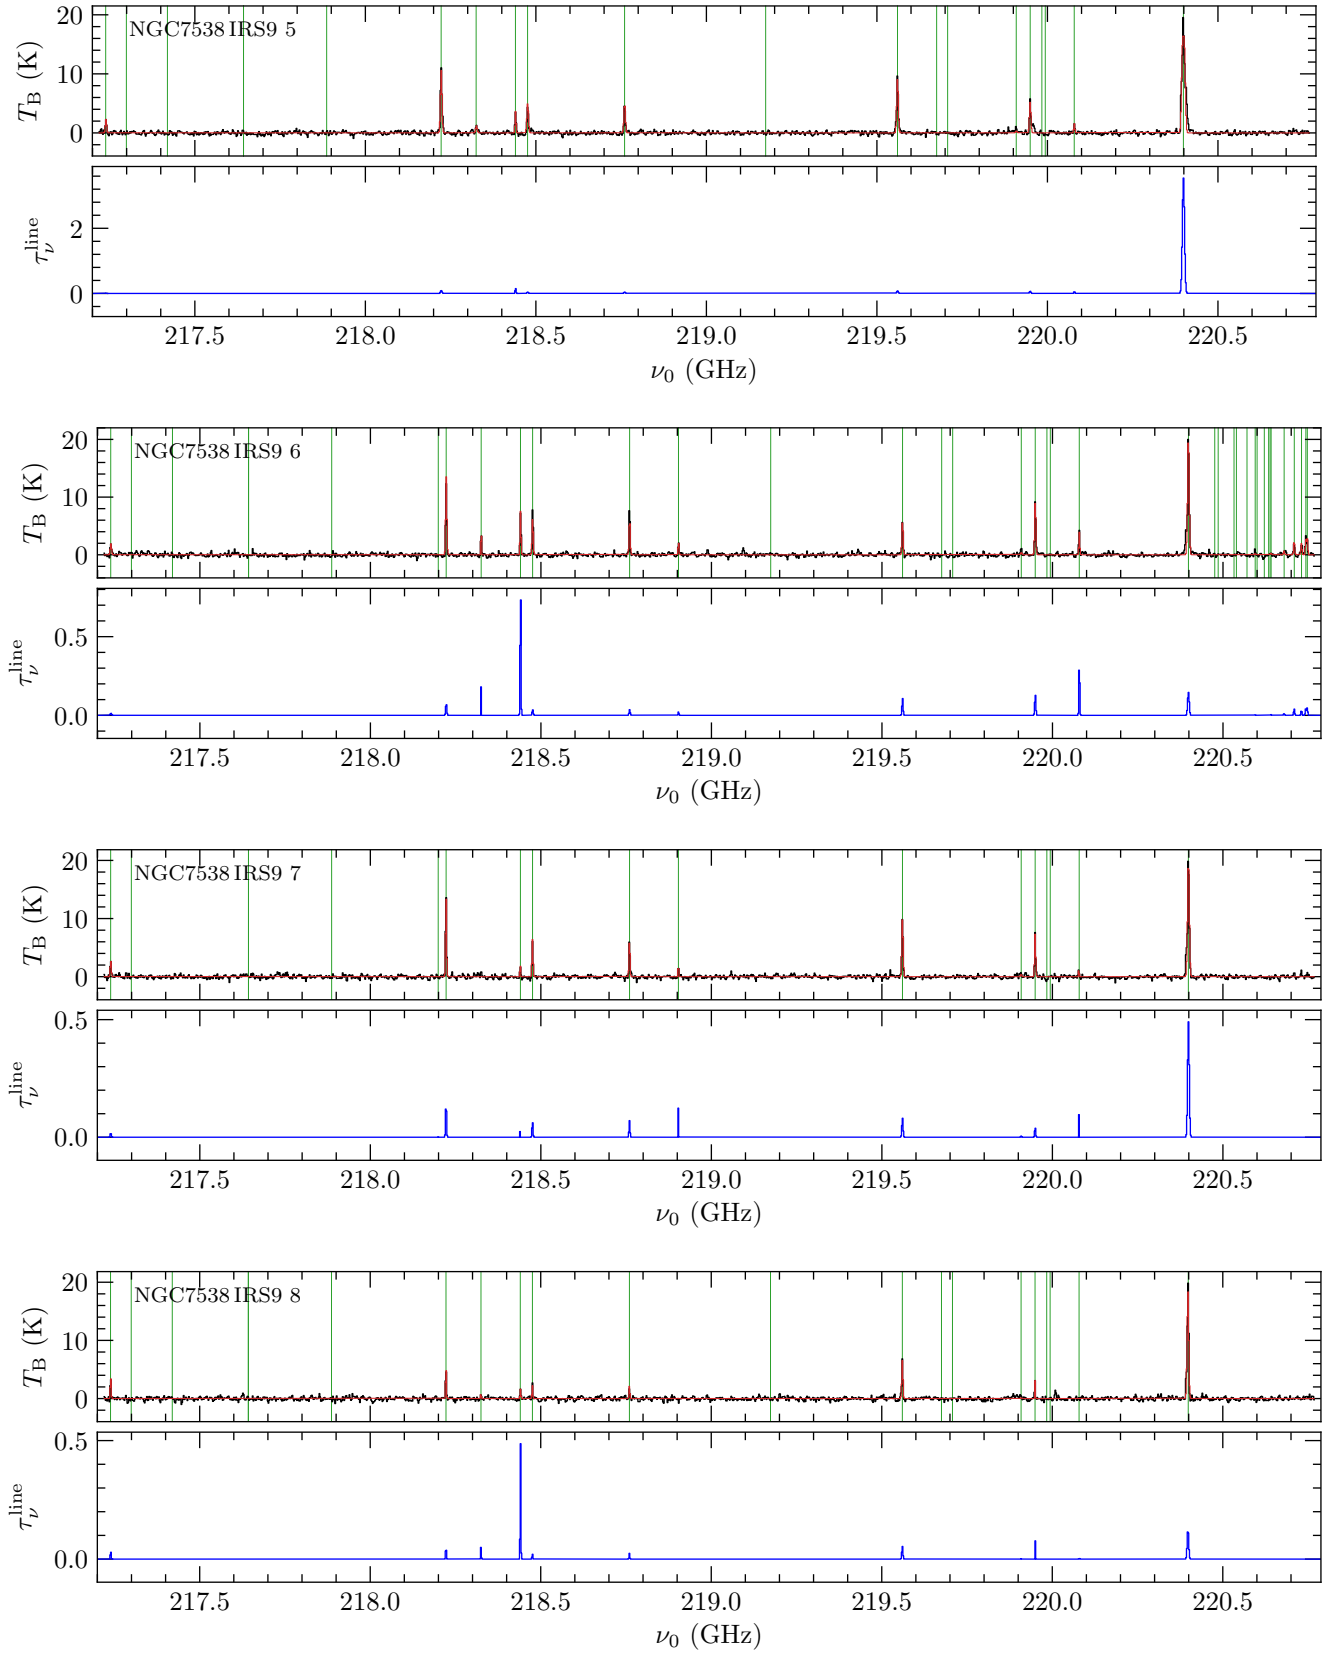 NGC7538 IRS9 5
T_B (K)
20
10
0
τ_ν^line
2
0
217.5 218.0 218.5 219.0 219.5 220.0 220.5
ν_0 (GHz)
NGC7538 IRS9 6
T_B (K)
20
10
0
τ_ν^line
0.5
0.0
217.5 218.0 218.5 219.0 219.5 220.0 220.5
ν_0 (GHz)
NGC7538 IRS9 7
T_B (K)
20
10
0
τ_ν^line
0.5
0.0
217.5 218.0 218.5 219.0 219.5 220.0 220.5
ν_0 (GHz)
NGC7538 IRS9 8
T_B (K)
20
10
0
τ_ν^line
0.5
0.0
217.5 218.0 218.5 219.0 219.5 220.0 220.5
ν_0 (GHz)